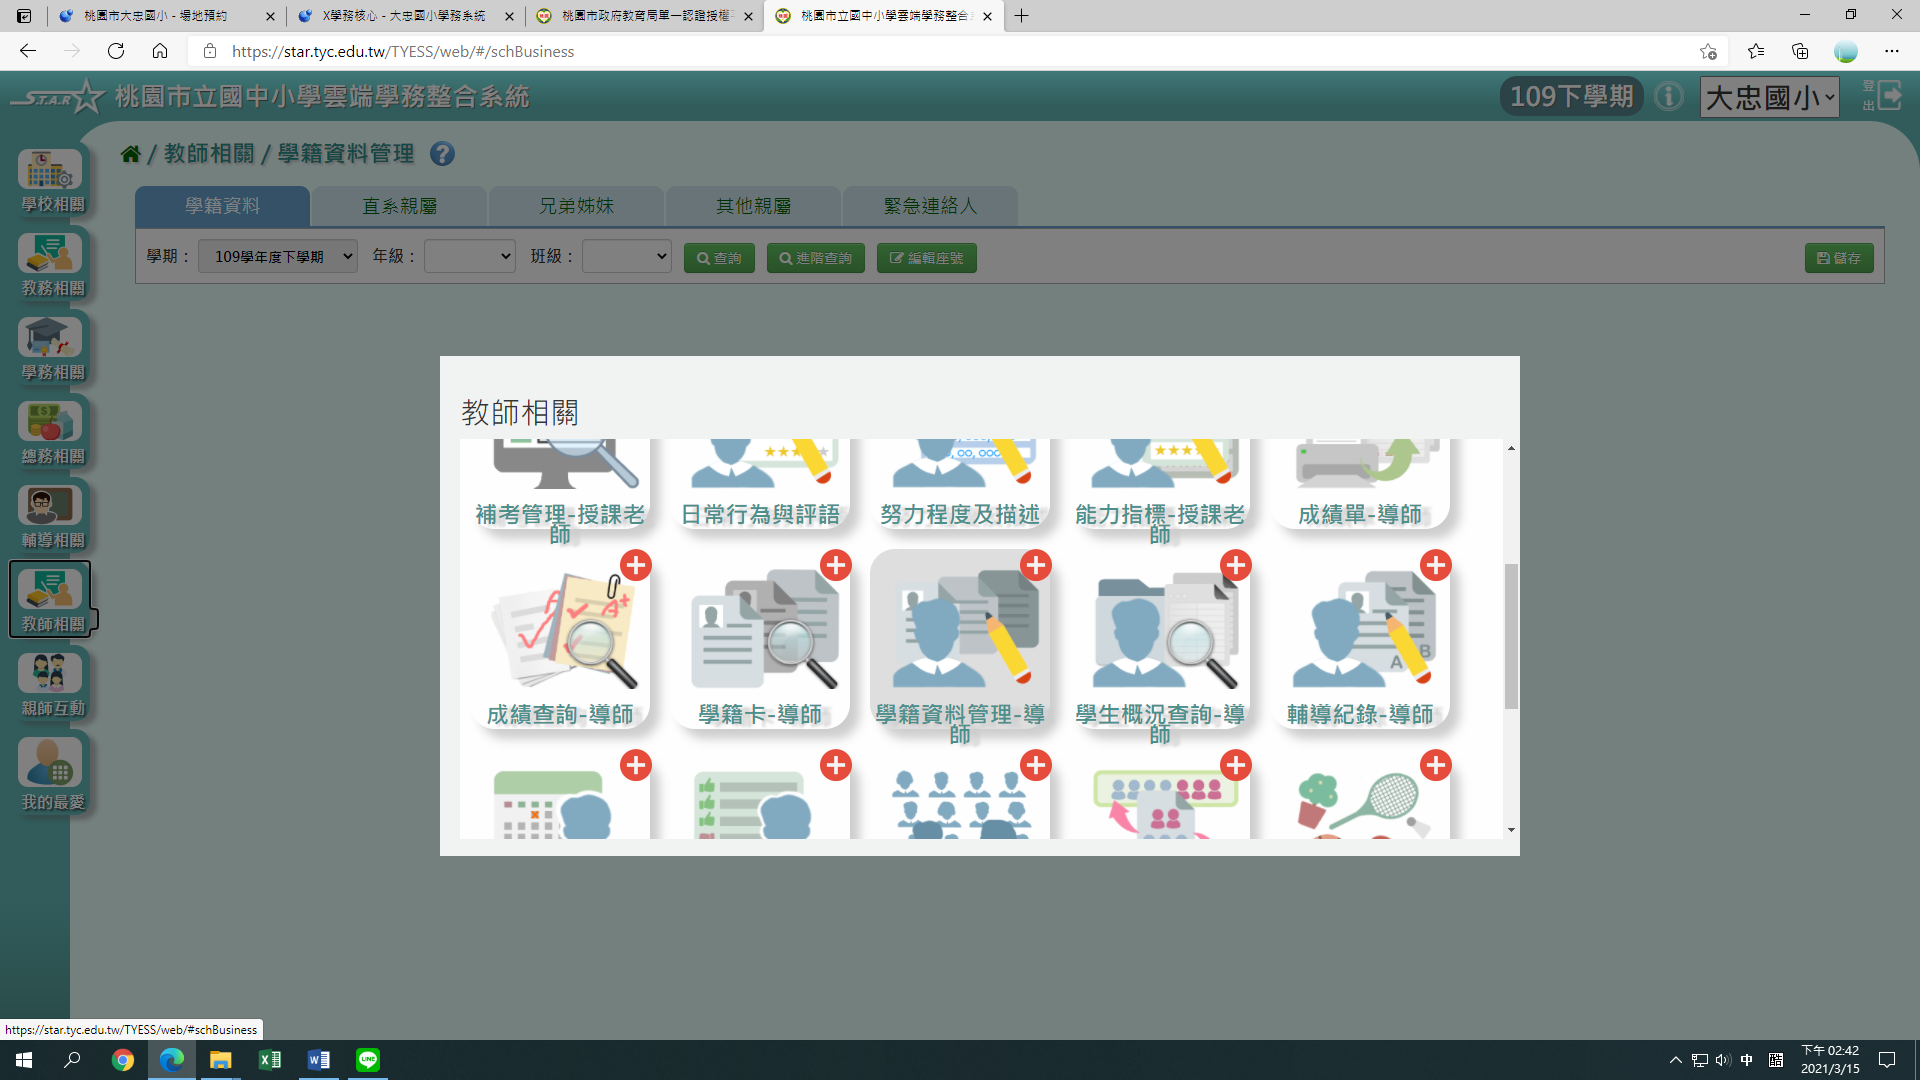 桃園市大忠國小 - 場地預約
X學務核心 - 大忠國小學務系統
桃園市政府教育局單一認證授權
桃園市立國中小學雲端學務整合
https://star.tyc.edu.tw/TYESS/web/#/schBusiness
S.T.A.R
桃園市立國中小學雲端學務整合系統
109下學期
大忠國小
登出
/ 教師相關 / 學籍資料管理
學校相關
教務相關
學務相關
總務相關
輔導相關
教師相關
親師互動
我的最愛
學籍資料
直系親屬
兄弟姊妹
其他親屬
緊急連絡人
學期：
109學年度下學期
年級：
班級：
查詢
進階查詢
編輯座號
儲存
教師相關
補考管理-授課老師
日常行為與評語
努力程度及描述
能力指標-授課老師
成績單-導師
成績查詢-導師
學籍卡-導師
學籍資料管理-導師
學生概況查詢-導師
輔導紀錄-導師
https://star.tyc.edu.tw/TYESS/web/#schBusiness
中
下午 02:42
2021/3/15